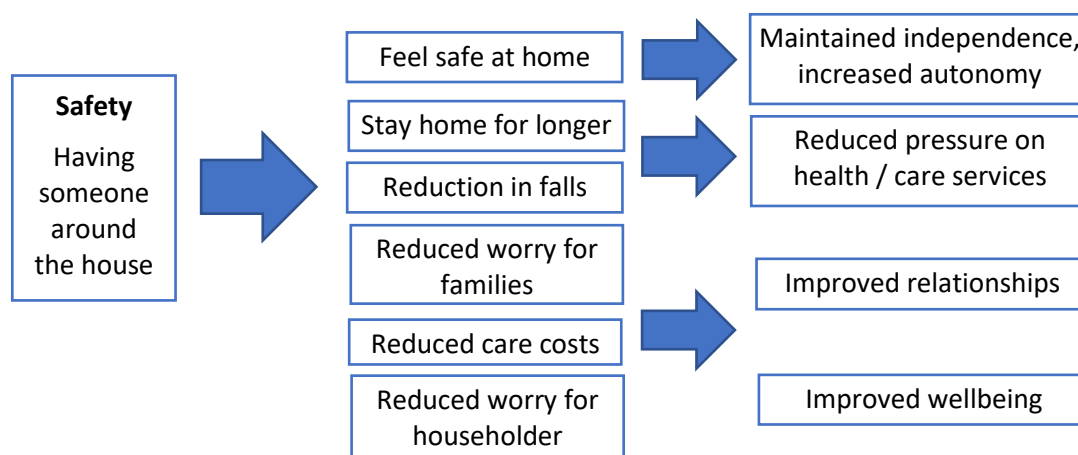 Safety
Having
someone
around
the house
Feel safe at home
Stay home for longer
Reduction in falls
Reduced worry for
families
Reduced care costs
Reduced worry for
householder
Maintained independence,
increased autonomy
Reduced pressure on
health / care services
Improved relationships
Improved wellbeing